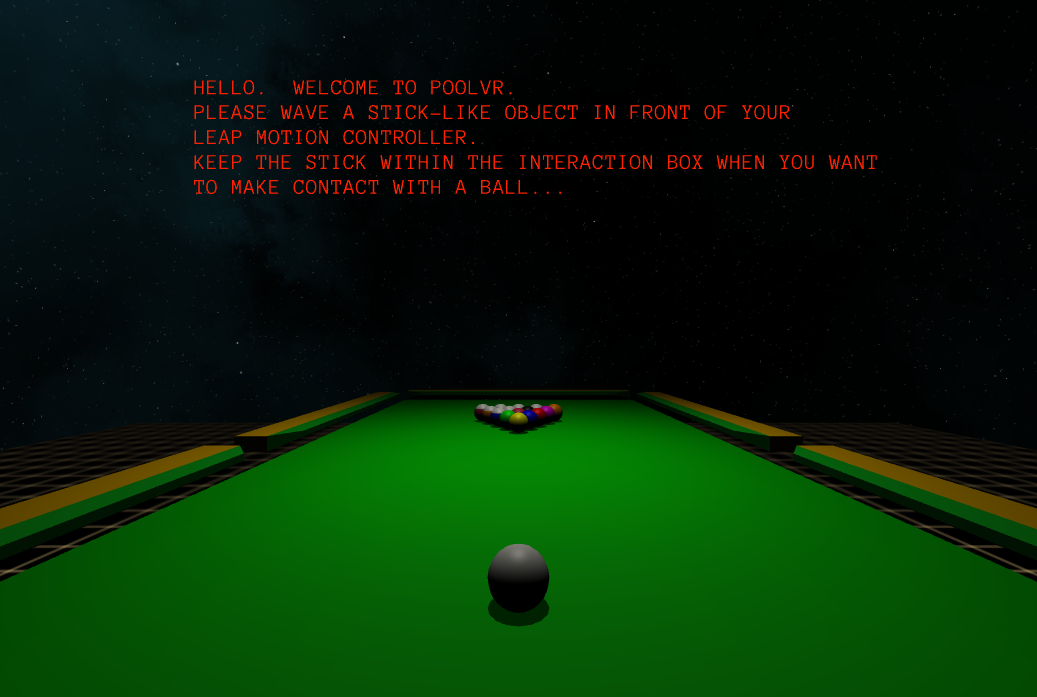 HELLO.  WELCOME TO POOLVR.
PLEASE WAVE A STICK-LIKE OBJECT IN FRONT OF YOUR
LEAP MOTION CONTROLLER.
KEEP THE STICK WITHIN THE INTERACTION BOX WHEN YOU WANT
TO MAKE CONTACT WITH A BALL...